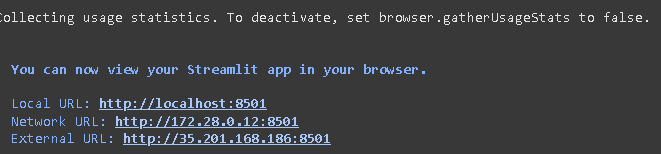 Collecting usage statistics. To deactivate, set browser.gatherUsageStats to false.
You can now view your Streamlit app in your browser.
Local URL: http://localhost:8501
Network URL: http://172.28.0.12:8501
External URL: http://35.201.168.186:8501